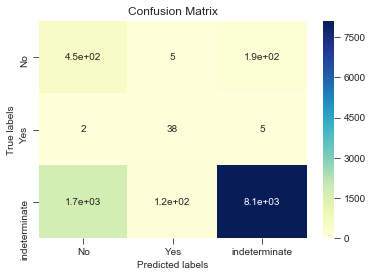 Confusion Matrix
True labels
No
Yes
indeterminate
4.5e+02 5 1.9e+02
2 38 5
1.7e+03 1.2e+02 8.1e+03
No Yes indeterminate
Predicted labels
7500
6000
4500
3000
1500
0